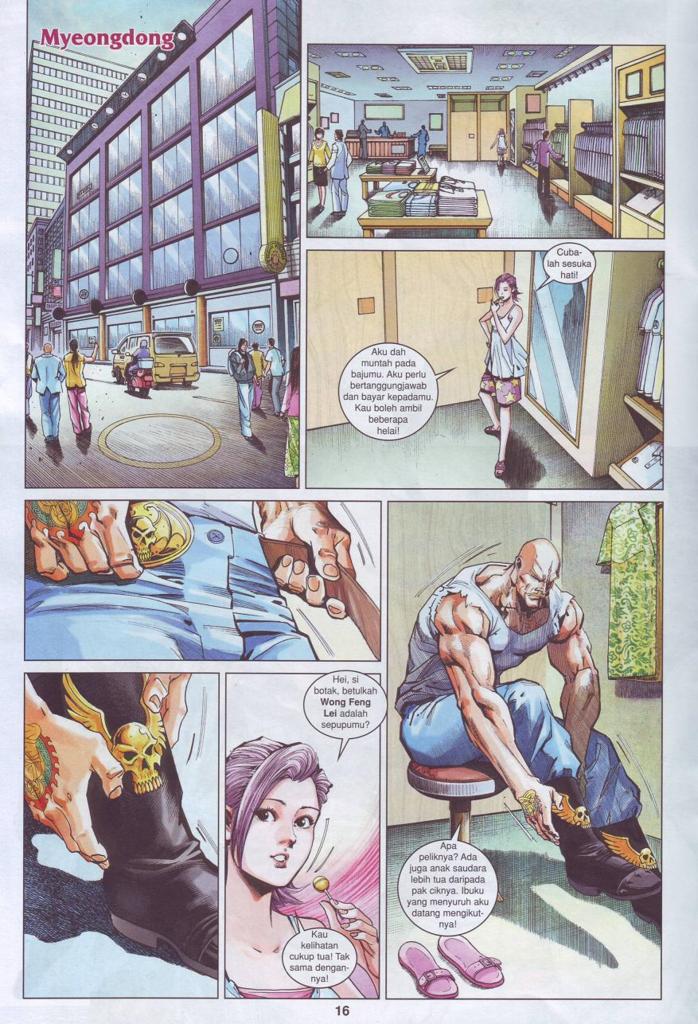 Myeongdong
Cuba-
lah sesuka
hati!
Aku dah
muntah pada
bajumu. Aku perlu
bertanggungjawab
dan bayar kepadamu.
Kau boleh ambil
beberapa
helai!
Hei, si
botak, betulkah
Wong Feng
Lei adalah
sepupumu?
Kau
kelihatan
cukup tua! Tak
sama dengan-
nya!
Apa
peliknya? Ada
juga anak saudara
lebih tua daripada
pak ciknya. Ibuku
yang menyuruh aku
datang mengikut-
nya!
16